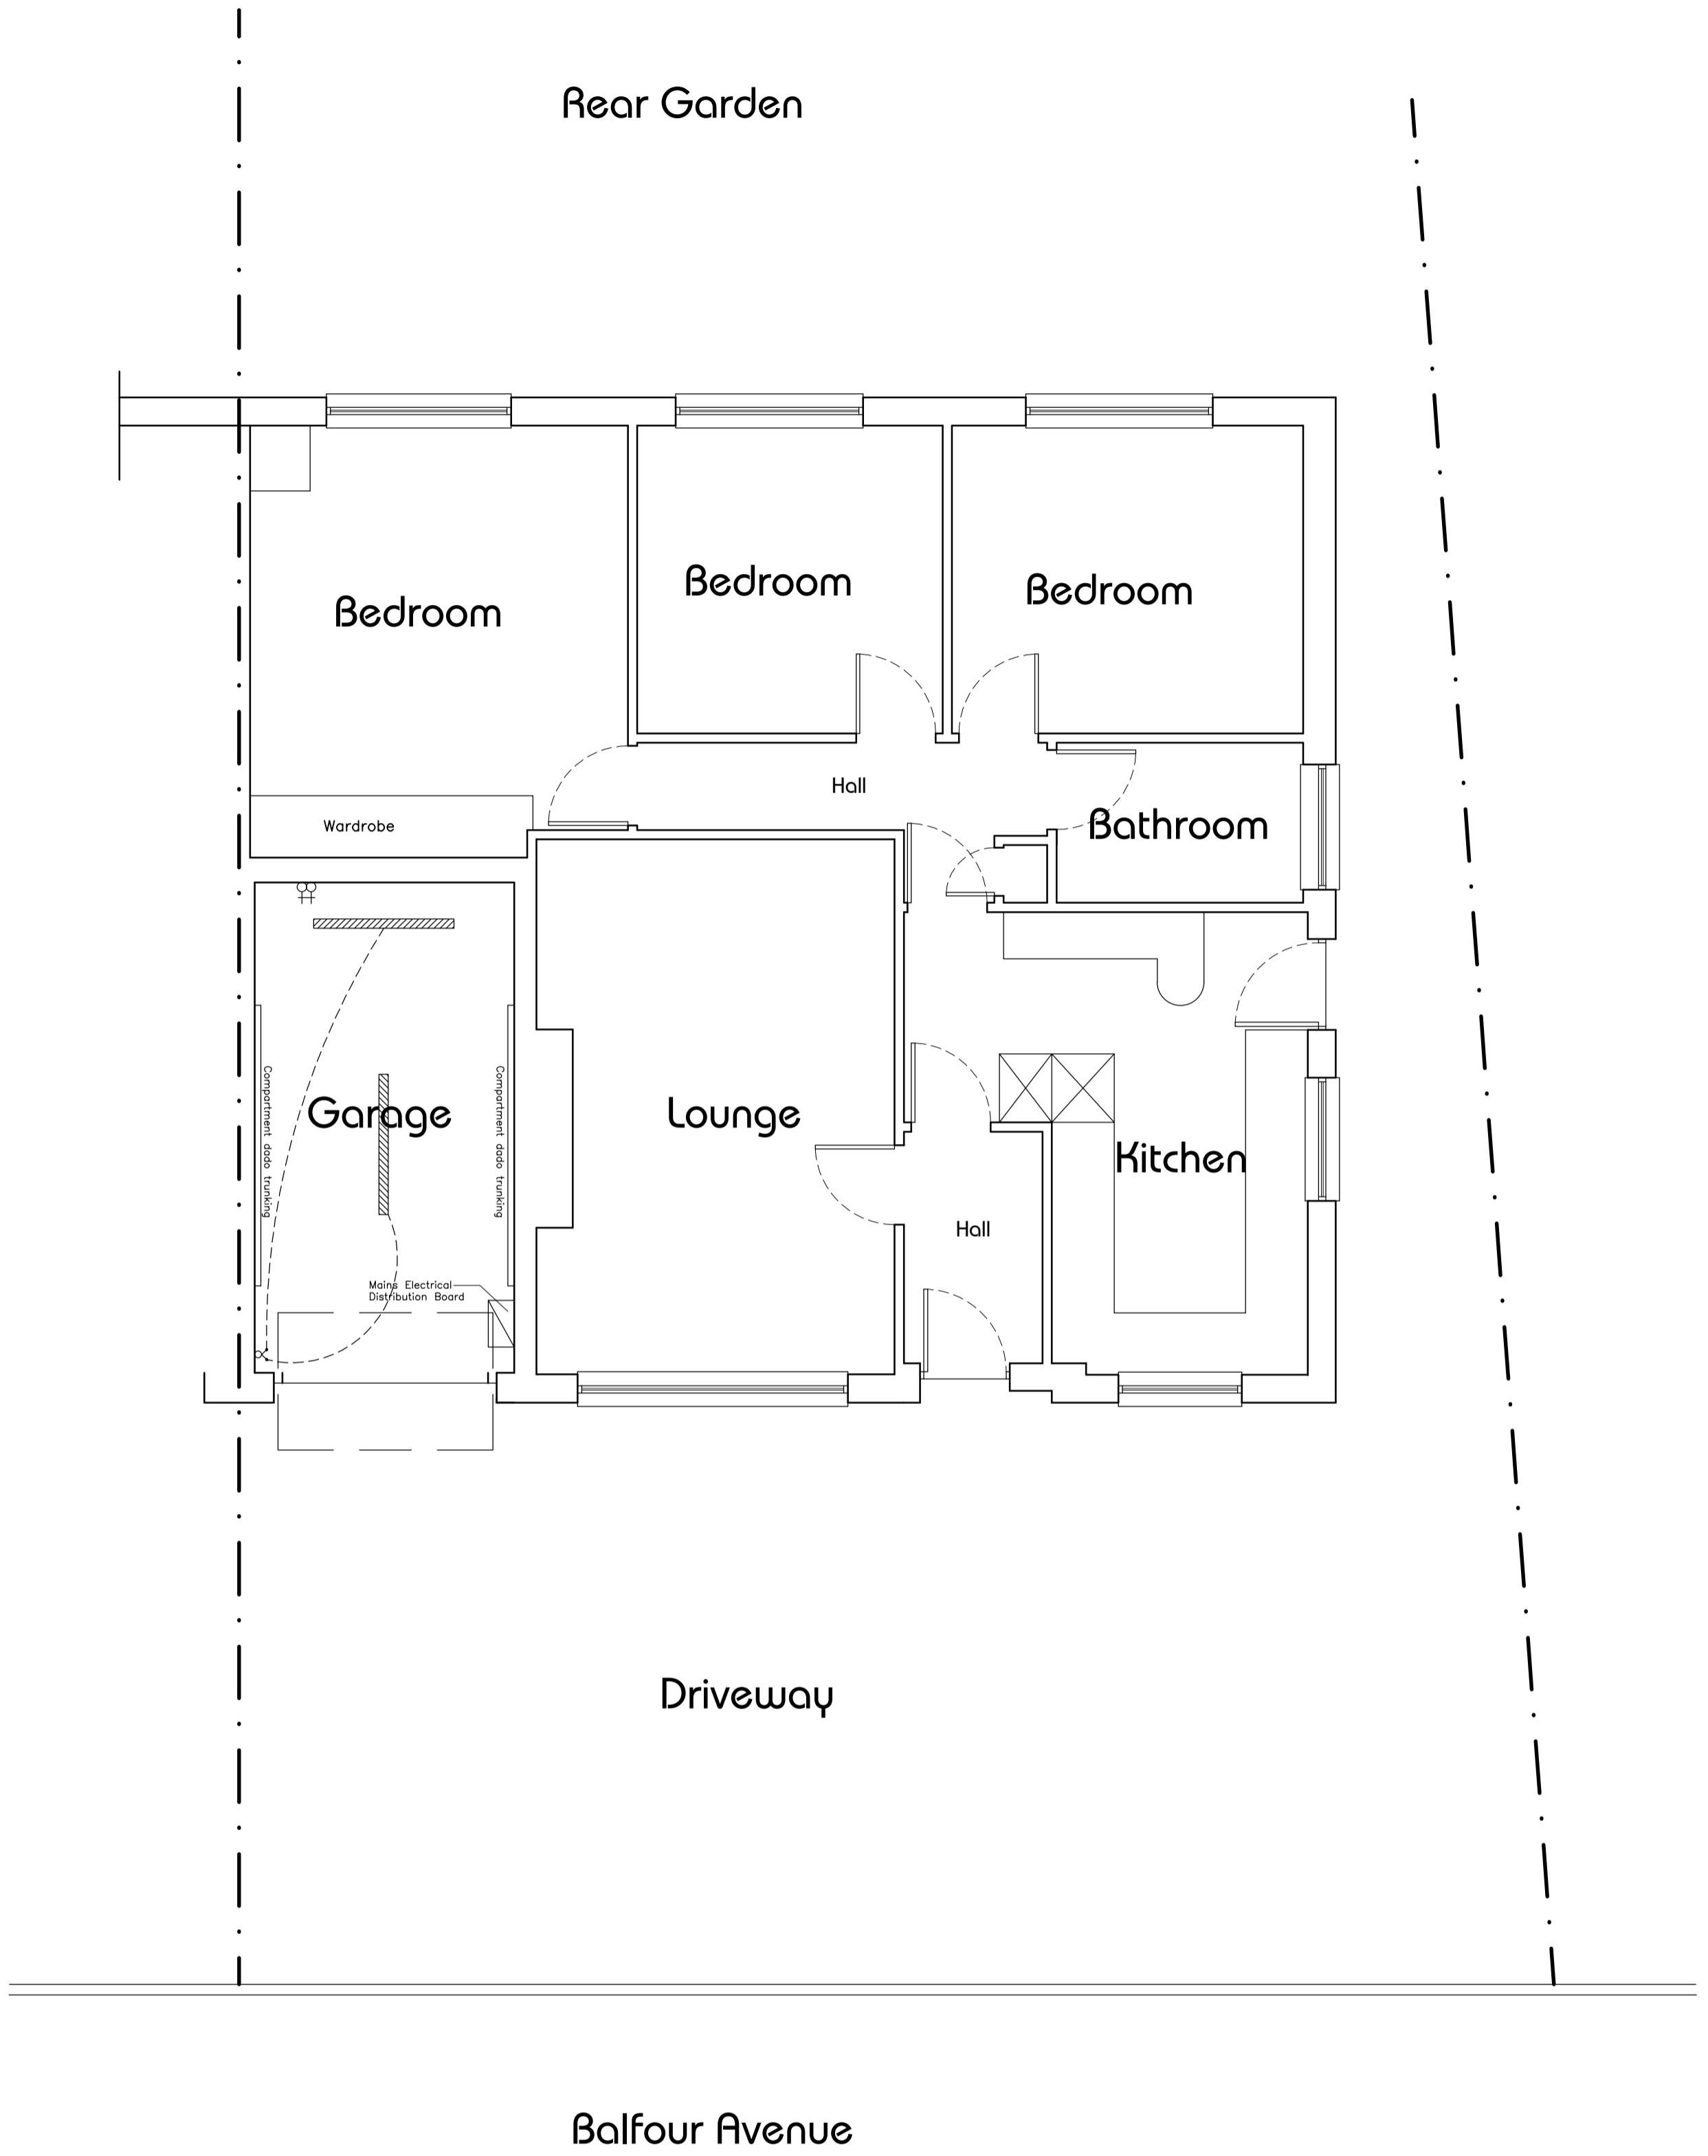 Rear Garden
Bedroom
Bedroom
Bedroom
Hall
Wardrobe
Bathroom
Compartment dado trunking
Garage
Compartment dado trunking
Lounge
Kitchen
Hall
Mains Electrical
Distribution Board
Driveway
Balfour Avenue